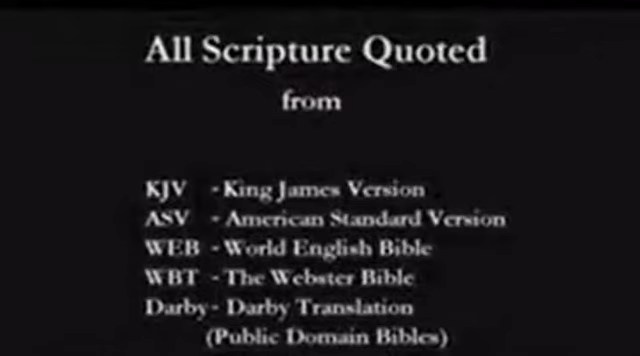 All Scripture Quoted
from
KJV - King James Version
ASV - American Standard Version
WEB - World English Bible
WBT - The Webster Bible
Darby - Darby Translation
(Public Domain Bibles)